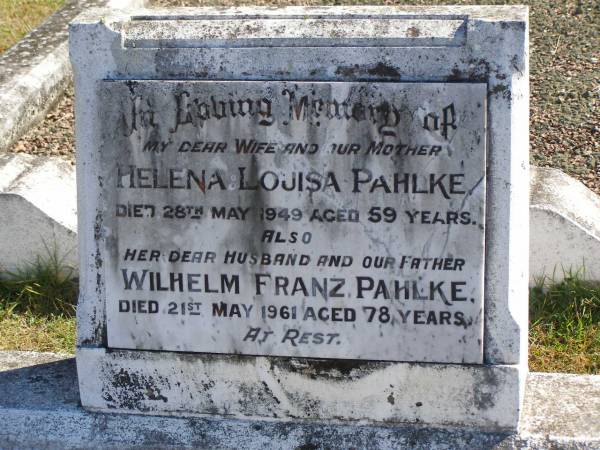 In Loving Memory of
MY DEAR WIFE AND OUR MOTHER
HELENA LOUISA PAHLKE
DIED 28TH MAY 1949 AGED 59 YEARS.
ALSO
HER DEAR HUSBAND AND OUR FATHER
WILHELM FRANZ PAHLKE.
DIED 21ST MAY 1961 AGED 78 YEARS.
AT REST.